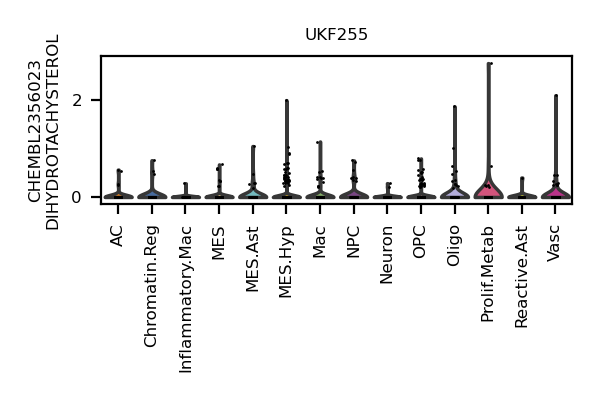 UKF255
CHEMBL2356023
DIHYDROTACHYSTEROL
2
0
AC
Chromatin.Reg
Inflammatory.Mac
MES
MES.Ast
MES.Hyp
Mac
NPC
Neuron
OPC
Oligo
Prolif.Metab
Reactive.Ast
Vasc